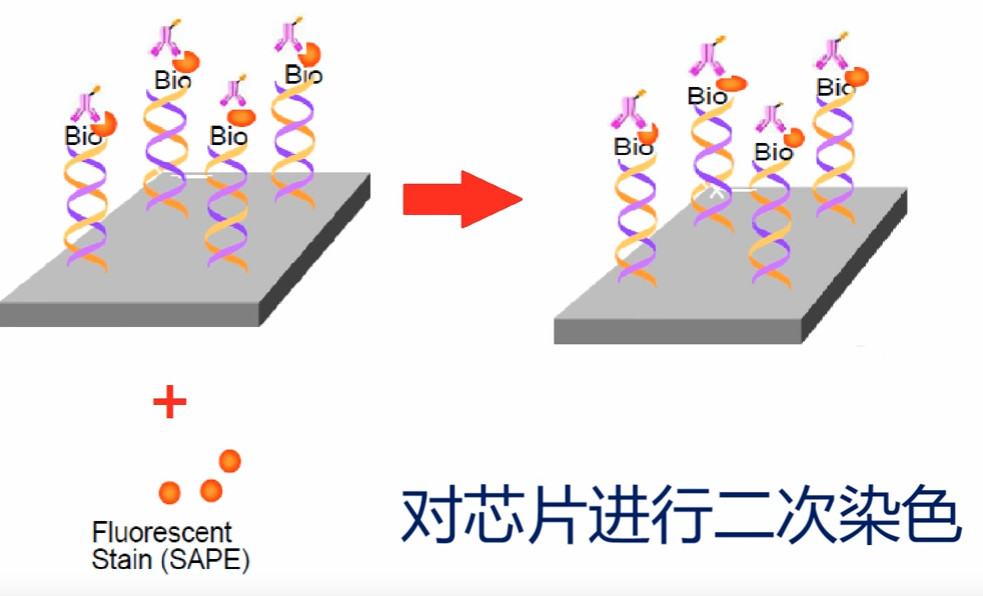 Bio
Bio
Bio
Bio
Bio
Bio
Bio
Bio
+
Fluorescent
Stain (SAPE)
对芯片进行二次染色